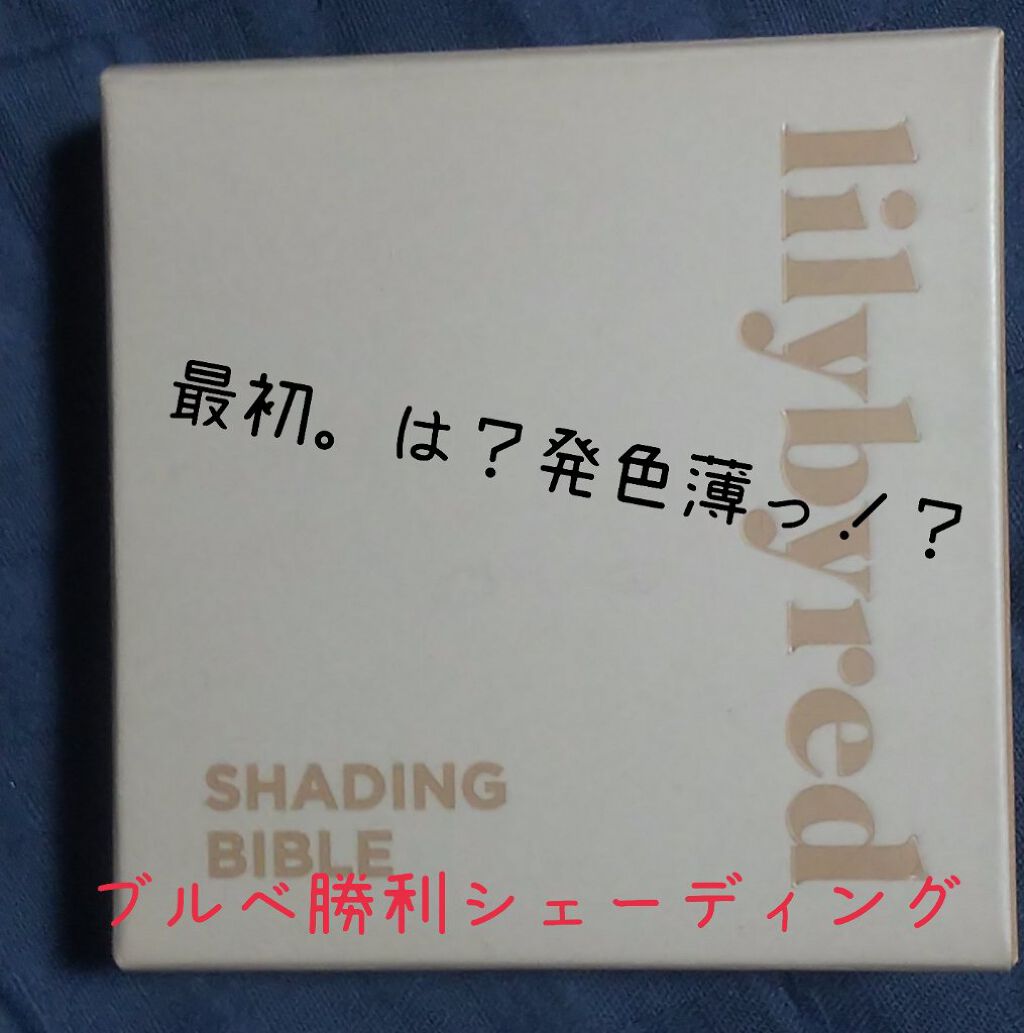 lilybyred
最初。は？発色薄っ！？
SHADING
BIBLE
ブルベ勝利シェーディング